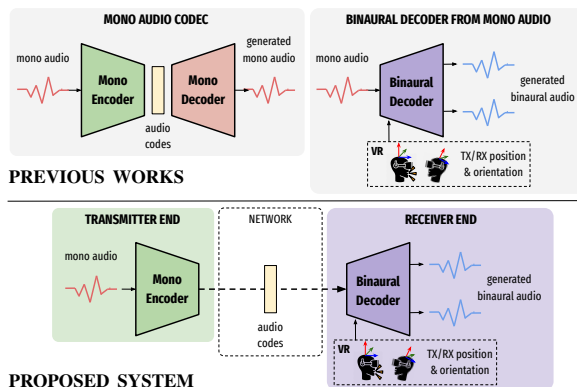 MONO AUDIO CODEC
mono audio
Mono
Encoder
audio
codes
Mono
Decoder
generated
mono audio
BINAURAL DECODER FROM MONO AUDIO
mono audio
Binaural
Decoder
generated
binaural audio
VR
TX/RX position
& orientation
PREVIOUS WORKS
TRANSMITTER END
mono audio
Mono
Encoder
NETWORK
audio
codes
RECEIVER END
Binaural
Decoder
generated
binaural audio
VR
TX/RX position
& orientation
PROPOSED SYSTEM